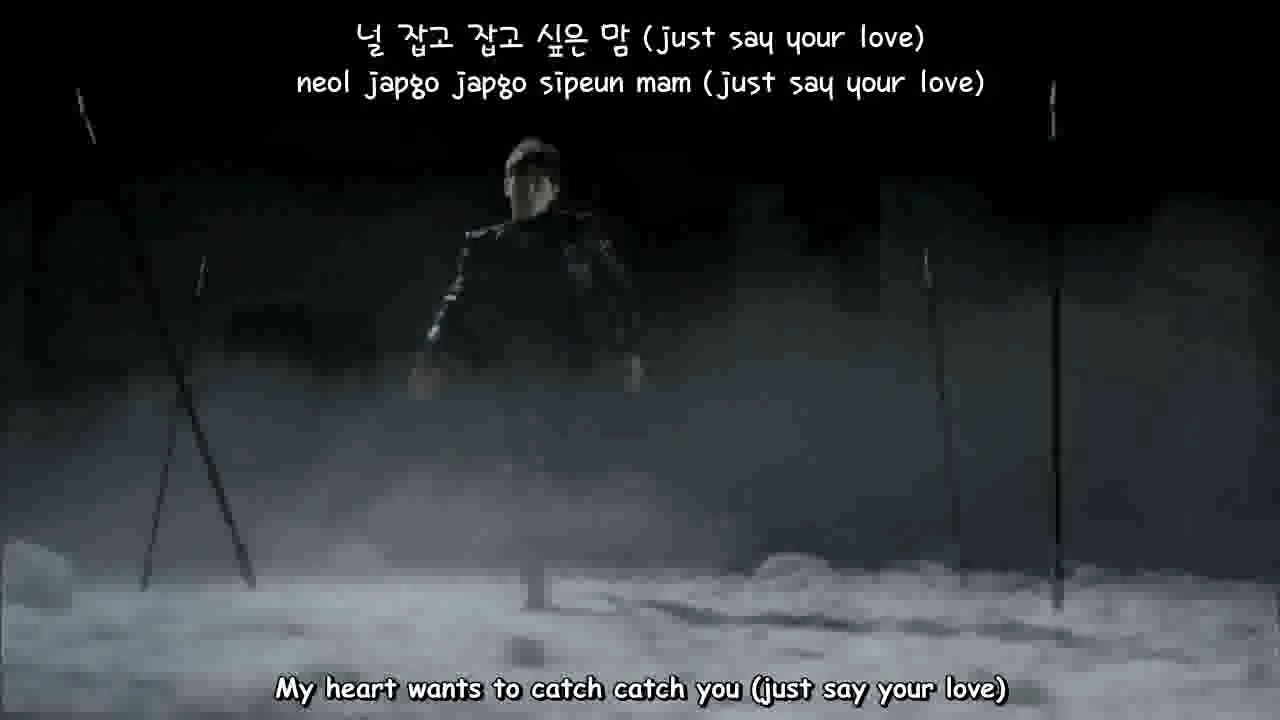 널 잡고 잡고 싶은 맘 (just say your love)
neol japgo japgo sipeun mam (just say your love)
My heart wants to catch catch you (just say your love)